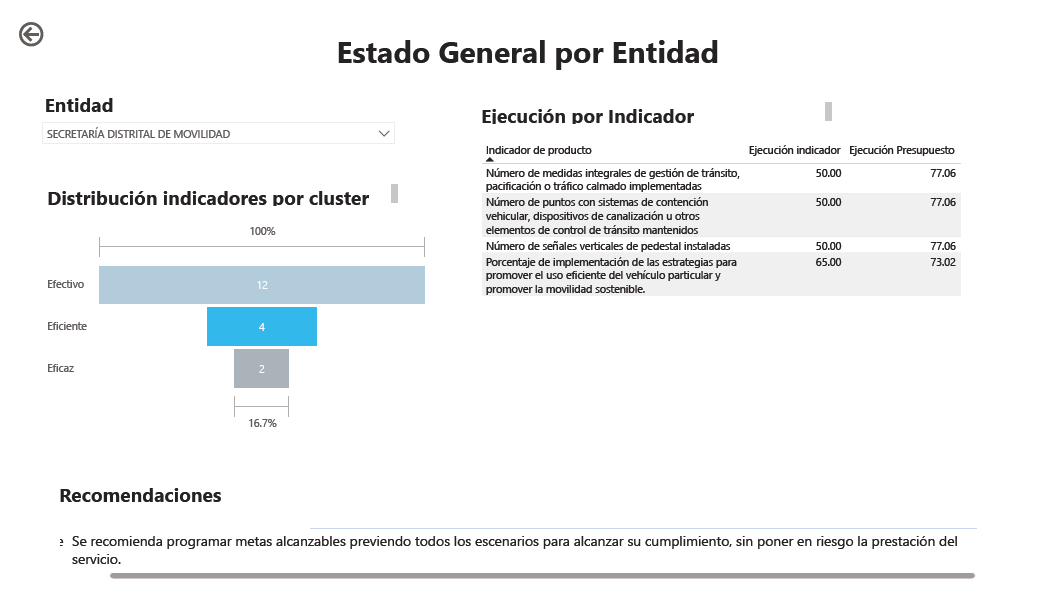 Estado General por Entidad
Entidad
SECRETARÍA DISTRITAL DE MOVILIDAD
Distribución indicadores por cluster
100%
Efectivo
12
Eficiente
4
Eficaz
2
16.7%
Ejecución por Indicador
Indicador de producto Ejecución indicador Ejecución Presupuesto
Número de medidas integrales de gestión de tránsito, 50.00 77.06
pacificación o tráfico calmado implementadas
Número de puntos con sistemas de contención 50.00 77.06
vehicular, dispositivos de canalización u otros
elementos de control de tránsito mantenidos
Número de señales verticales de pedestal instaladas 50.00 77.06
Porcentaje de implementación de las estrategias para 65.00 73.02
promover el uso eficiente del vehículo particular y
promover la movilidad sostenible.
Recomendaciones
e Se recomienda programar metas alcanzables previendo todos los escenarios para alcanzar su cumplimiento, sin poner en riesgo la prestación del
servicio.